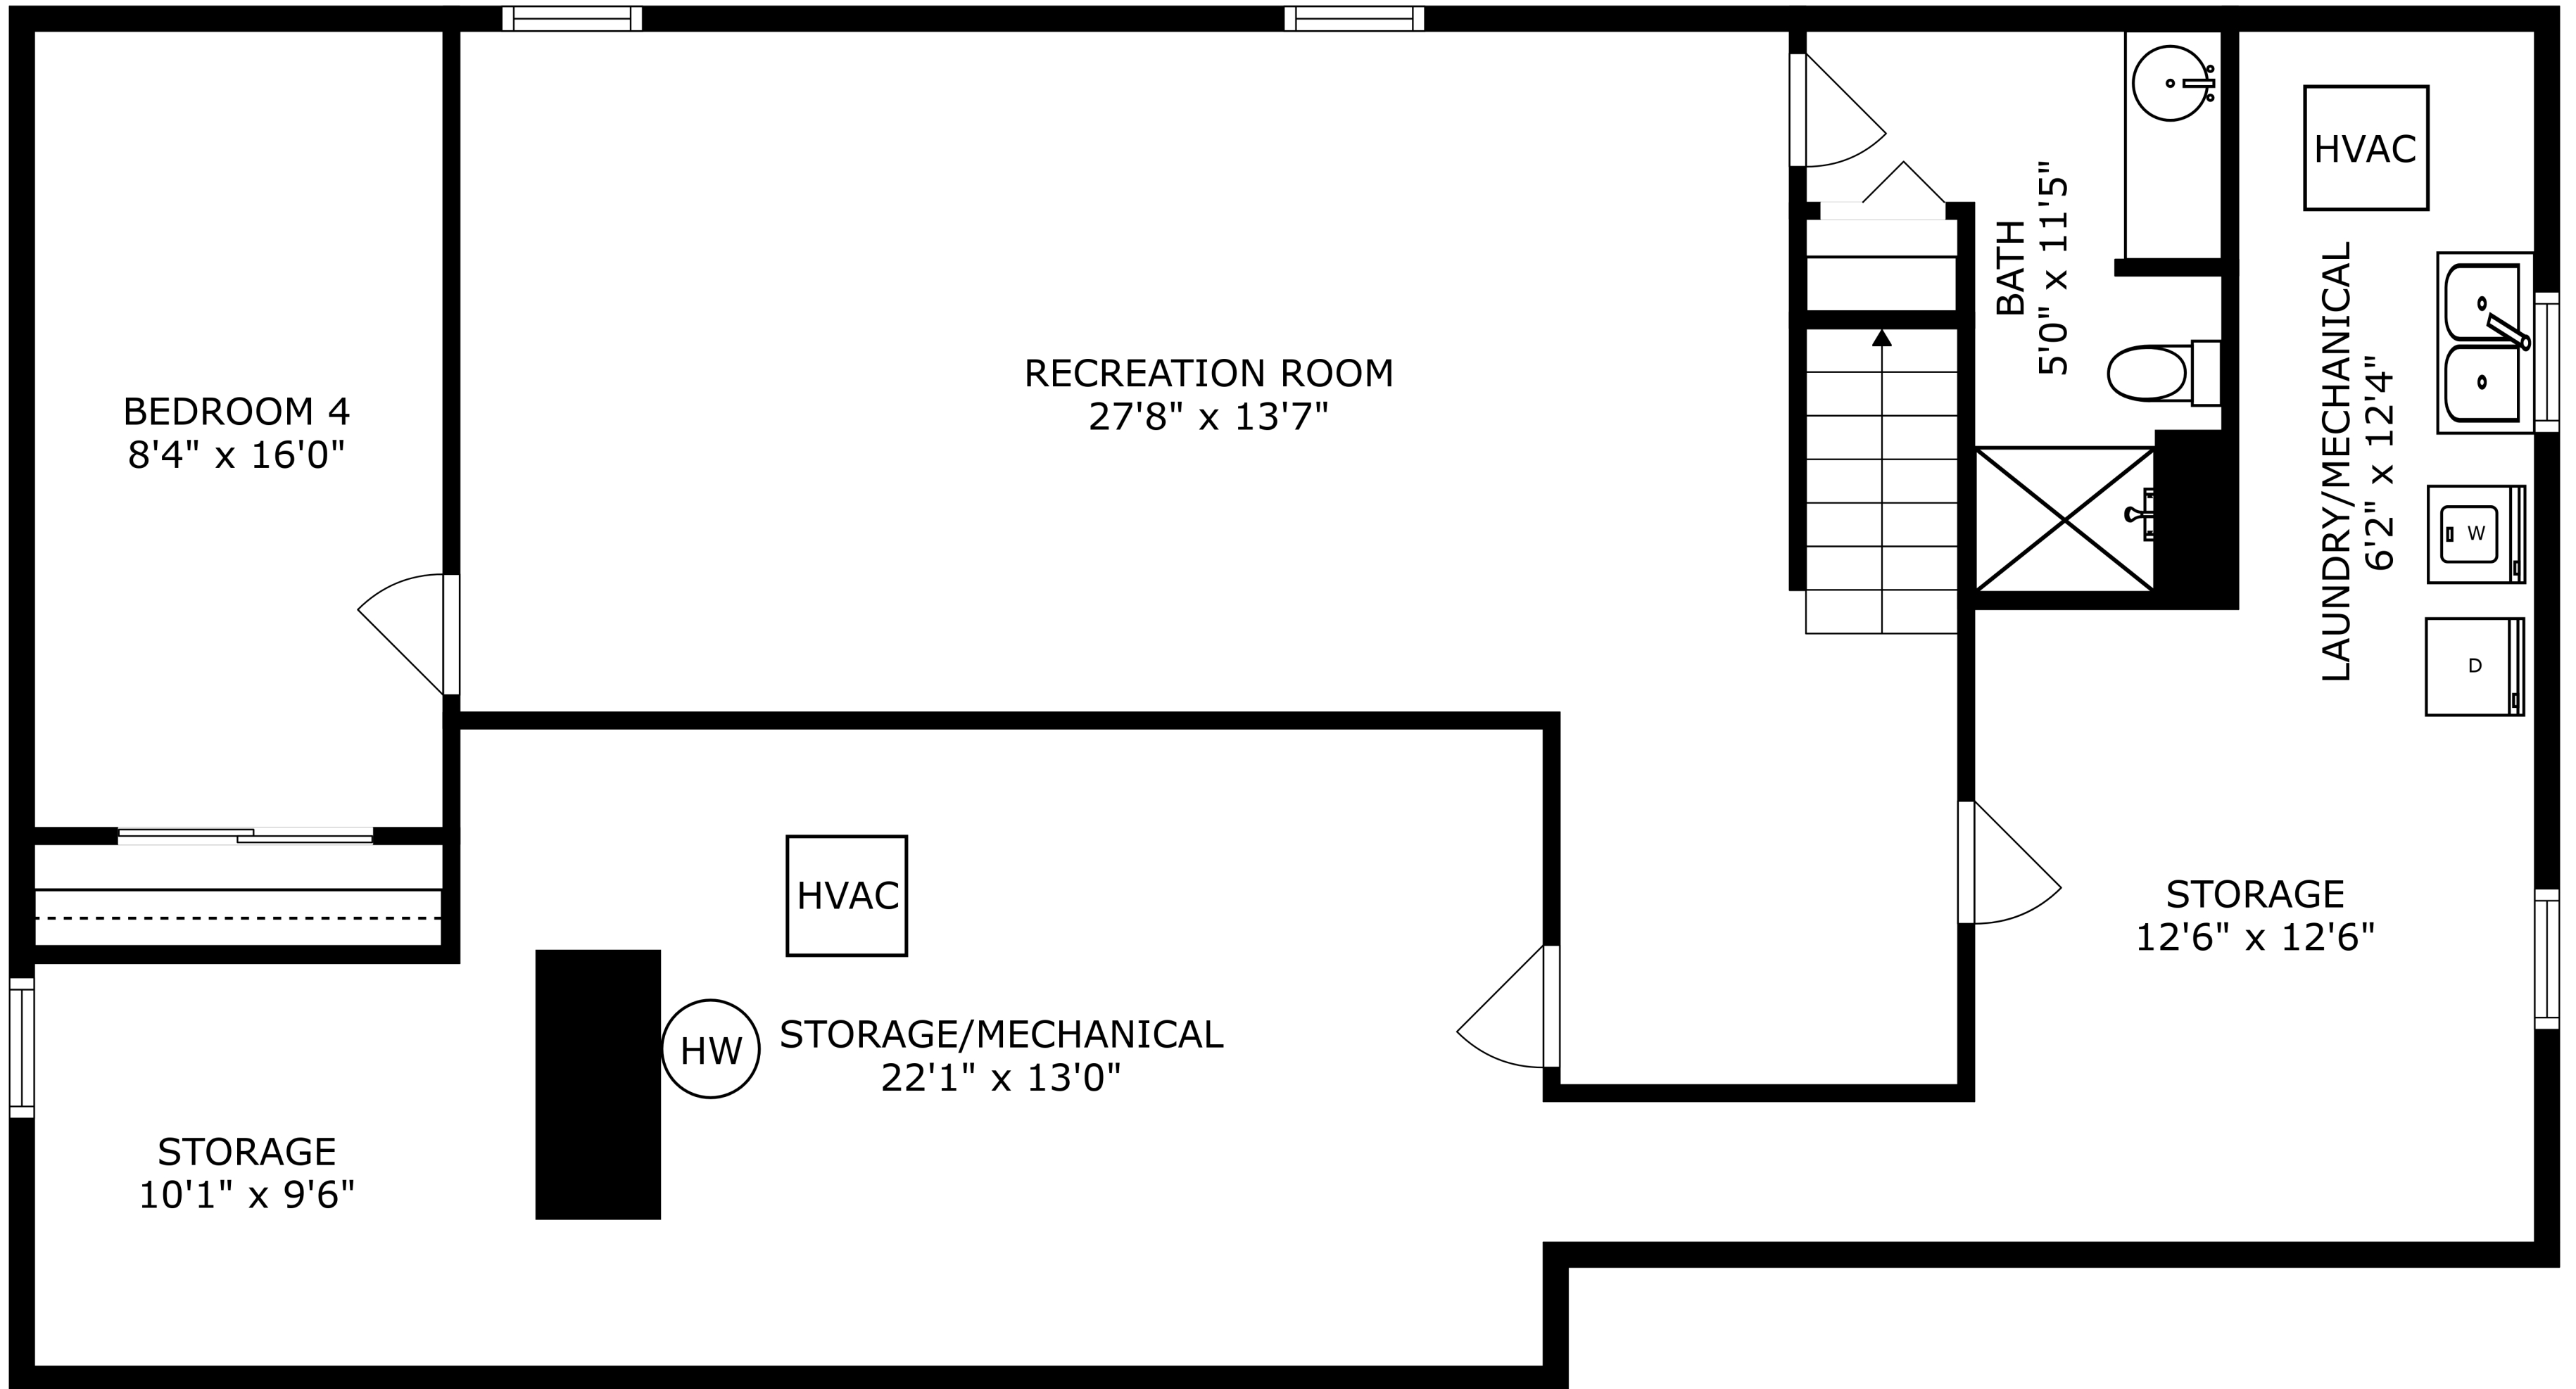 BEDROOM 4
8'4" x 16'0"
RECREATION ROOM
27'8" x 13'7"
BATH
5'0" x 11'5"
HVAC
LAUNDRY/MECHANICAL
6'2" x 12'4"
W
D
HVAC
HW
STORAGE/MECHANICAL
22'1" x 13'0"
STORAGE
12'6" x 12'6"
STORAGE
10'1" x 9'6"